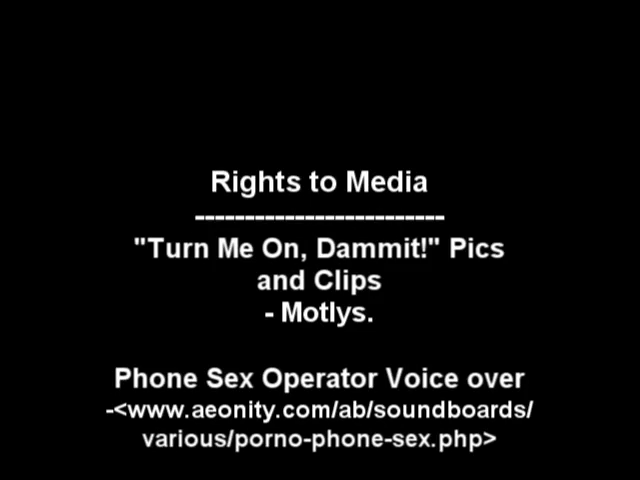 Rights to Media
-------------------------
"Turn Me On, Dammit!" Pics
and Clips
- Motlys.
Phone Sex Operator Voice over
-<www.aeonity.com/ab/soundboards/
various/porno-phone-sex.php>